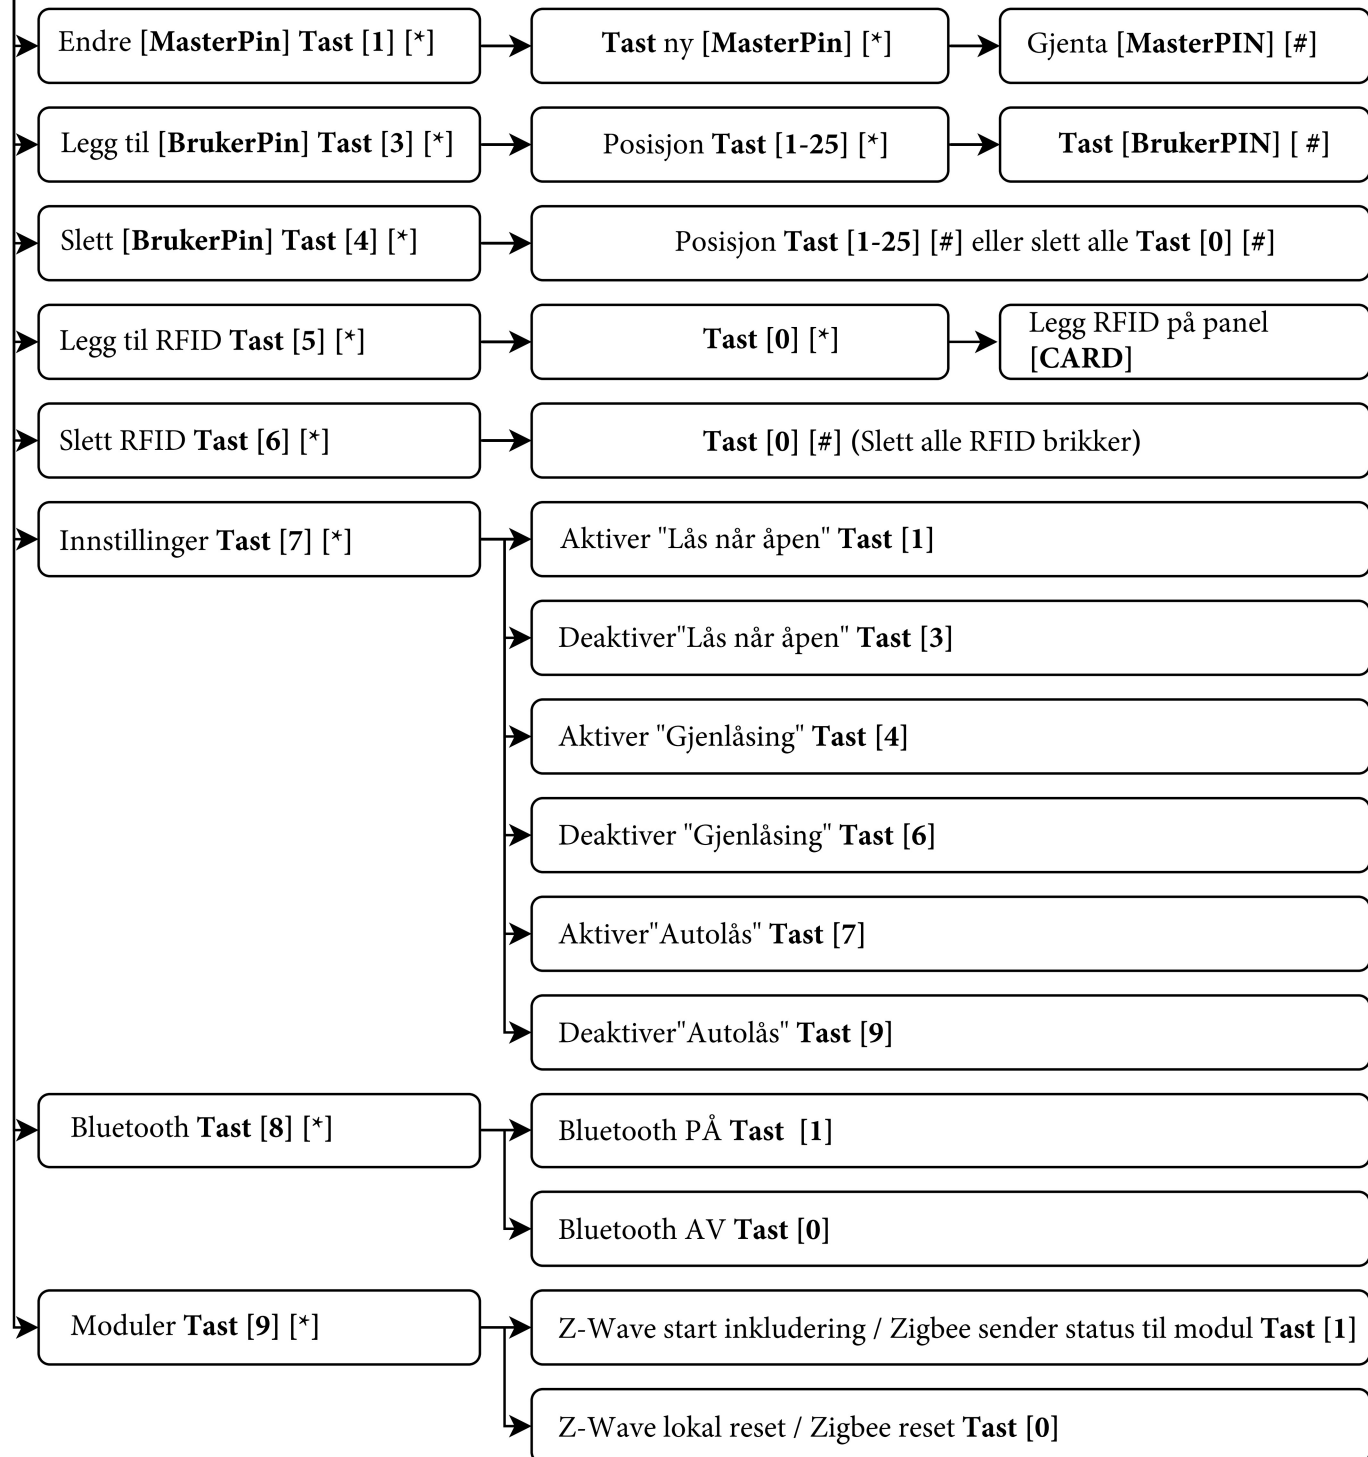 Endre [MasterPin] Tast [1] [*]
Tast ny [MasterPin] [*]
Gjenta [MasterPIN] [#]
Legg til [BrukerPin] Tast [3] [*]
Posisjon Tast [1-25] [*]
Tast [BrukerPIN] [ #]
Slett [BrukerPin] Tast [4] [*]
Posisjon Tast [1-25] [#] eller slett alle Tast [0] [#]
Legg til RFID Tast [5] [*]
Tast [0] [*]
Legg RFID på panel
[CARD]
Slett RFID Tast [6] [*]
Tast [0] [#] (Slett alle RFID brikker)
Innstillinger Tast [7] [*]
Aktiver "Lås når åpen" Tast [1]
Deaktiver"Lås når åpen" Tast [3]
Aktiver "Gjenlåsing" Tast [4]
Deaktiver "Gjenlåsing" Tast [6]
Aktiver"Autolås" Tast [7]
Deaktiver"Autolås" Tast [9]
Bluetooth Tast [8] [*]
Bluetooth PÅ Tast  [1]
Bluetooth AV Tast [0]
Moduler Tast [9] [*]
Z-Wave start inkludering / Zigbee sender status til modul Tast [1]
Z-Wave lokal reset / Zigbee reset Tast [0]